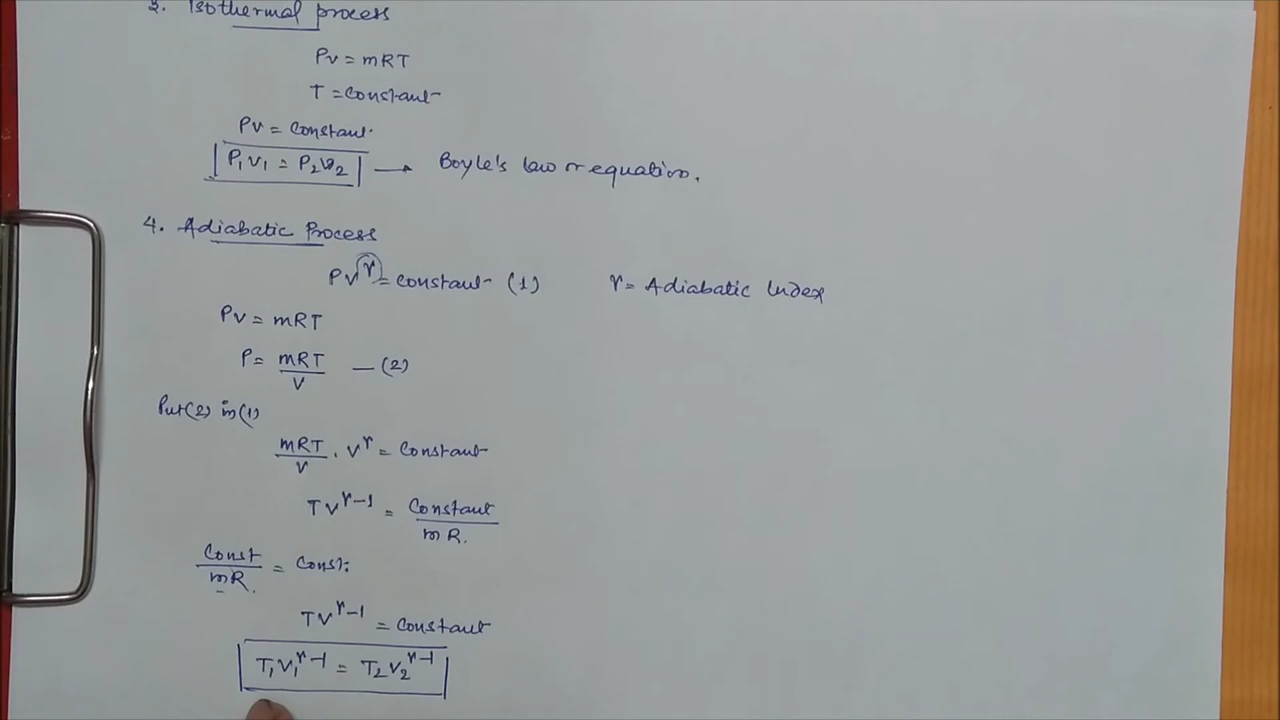 3. Isothermal process
PV = mRT
T = Constant
PV = Constant.
P₁V₁ = P₂V₂ → Boyle's law or equation.
4. Adiabatic Process
PV^γ = constant - (1) γ = Adiabatic Index
PV = mRT
P = mRT/V — (2)
Put (2) in (1)
mRT/V . V^γ = Constant
TV^γ-1 = Constant/mR.
Const/mR. = Const:
TV^γ-1 = Constant
T₁V₁^γ-1 = T₂V₂^γ-1